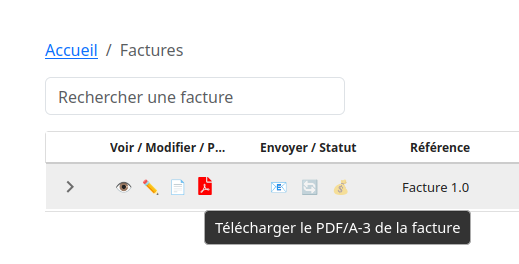 Accueil / Factures
Rechercher une facture
Voir / Modifier / P... Envoyer / Statut Référence
Facture 1.0
Télécharger le PDF/A-3 de la facture